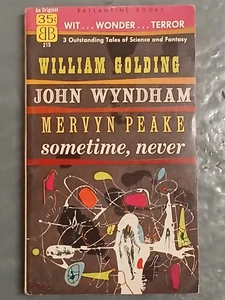 An Original
35¢
BB
215
BALLANTINE BOOKS
WIT... WONDER... TERROR
3 Outstanding Tales of Science and Fantasy
WILLIAM GOLDING
JOHN WYNDHAM
MERVYN PEAKE
sometime, never